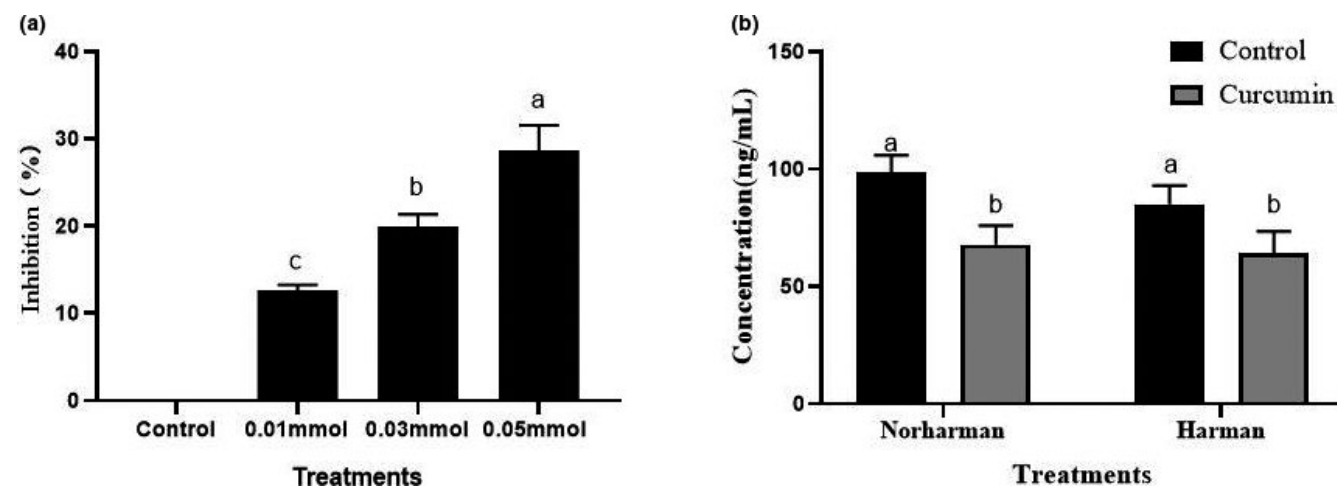 (a)
Inhibition ( %)
40
30
20
10
0
c
b
a
Control 0.01mmol 0.03mmol 0.05mmol
Treatments
(b)
Concentration(ng/mL)
150
100
50
0
Control
Curcumin
a
b
a
b
Norharman Harman
Treatments